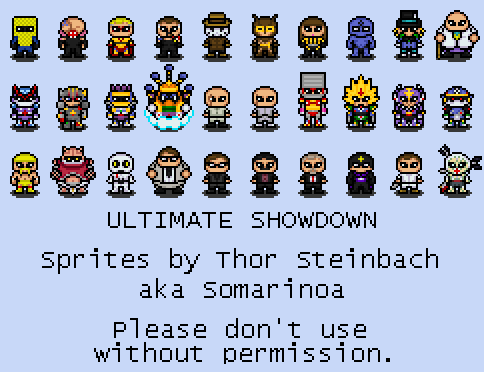 ULTIMATE SHOWDOWN
Sprites by Thor Steinbach
aka Somarinoa
Please don't use
without permission.